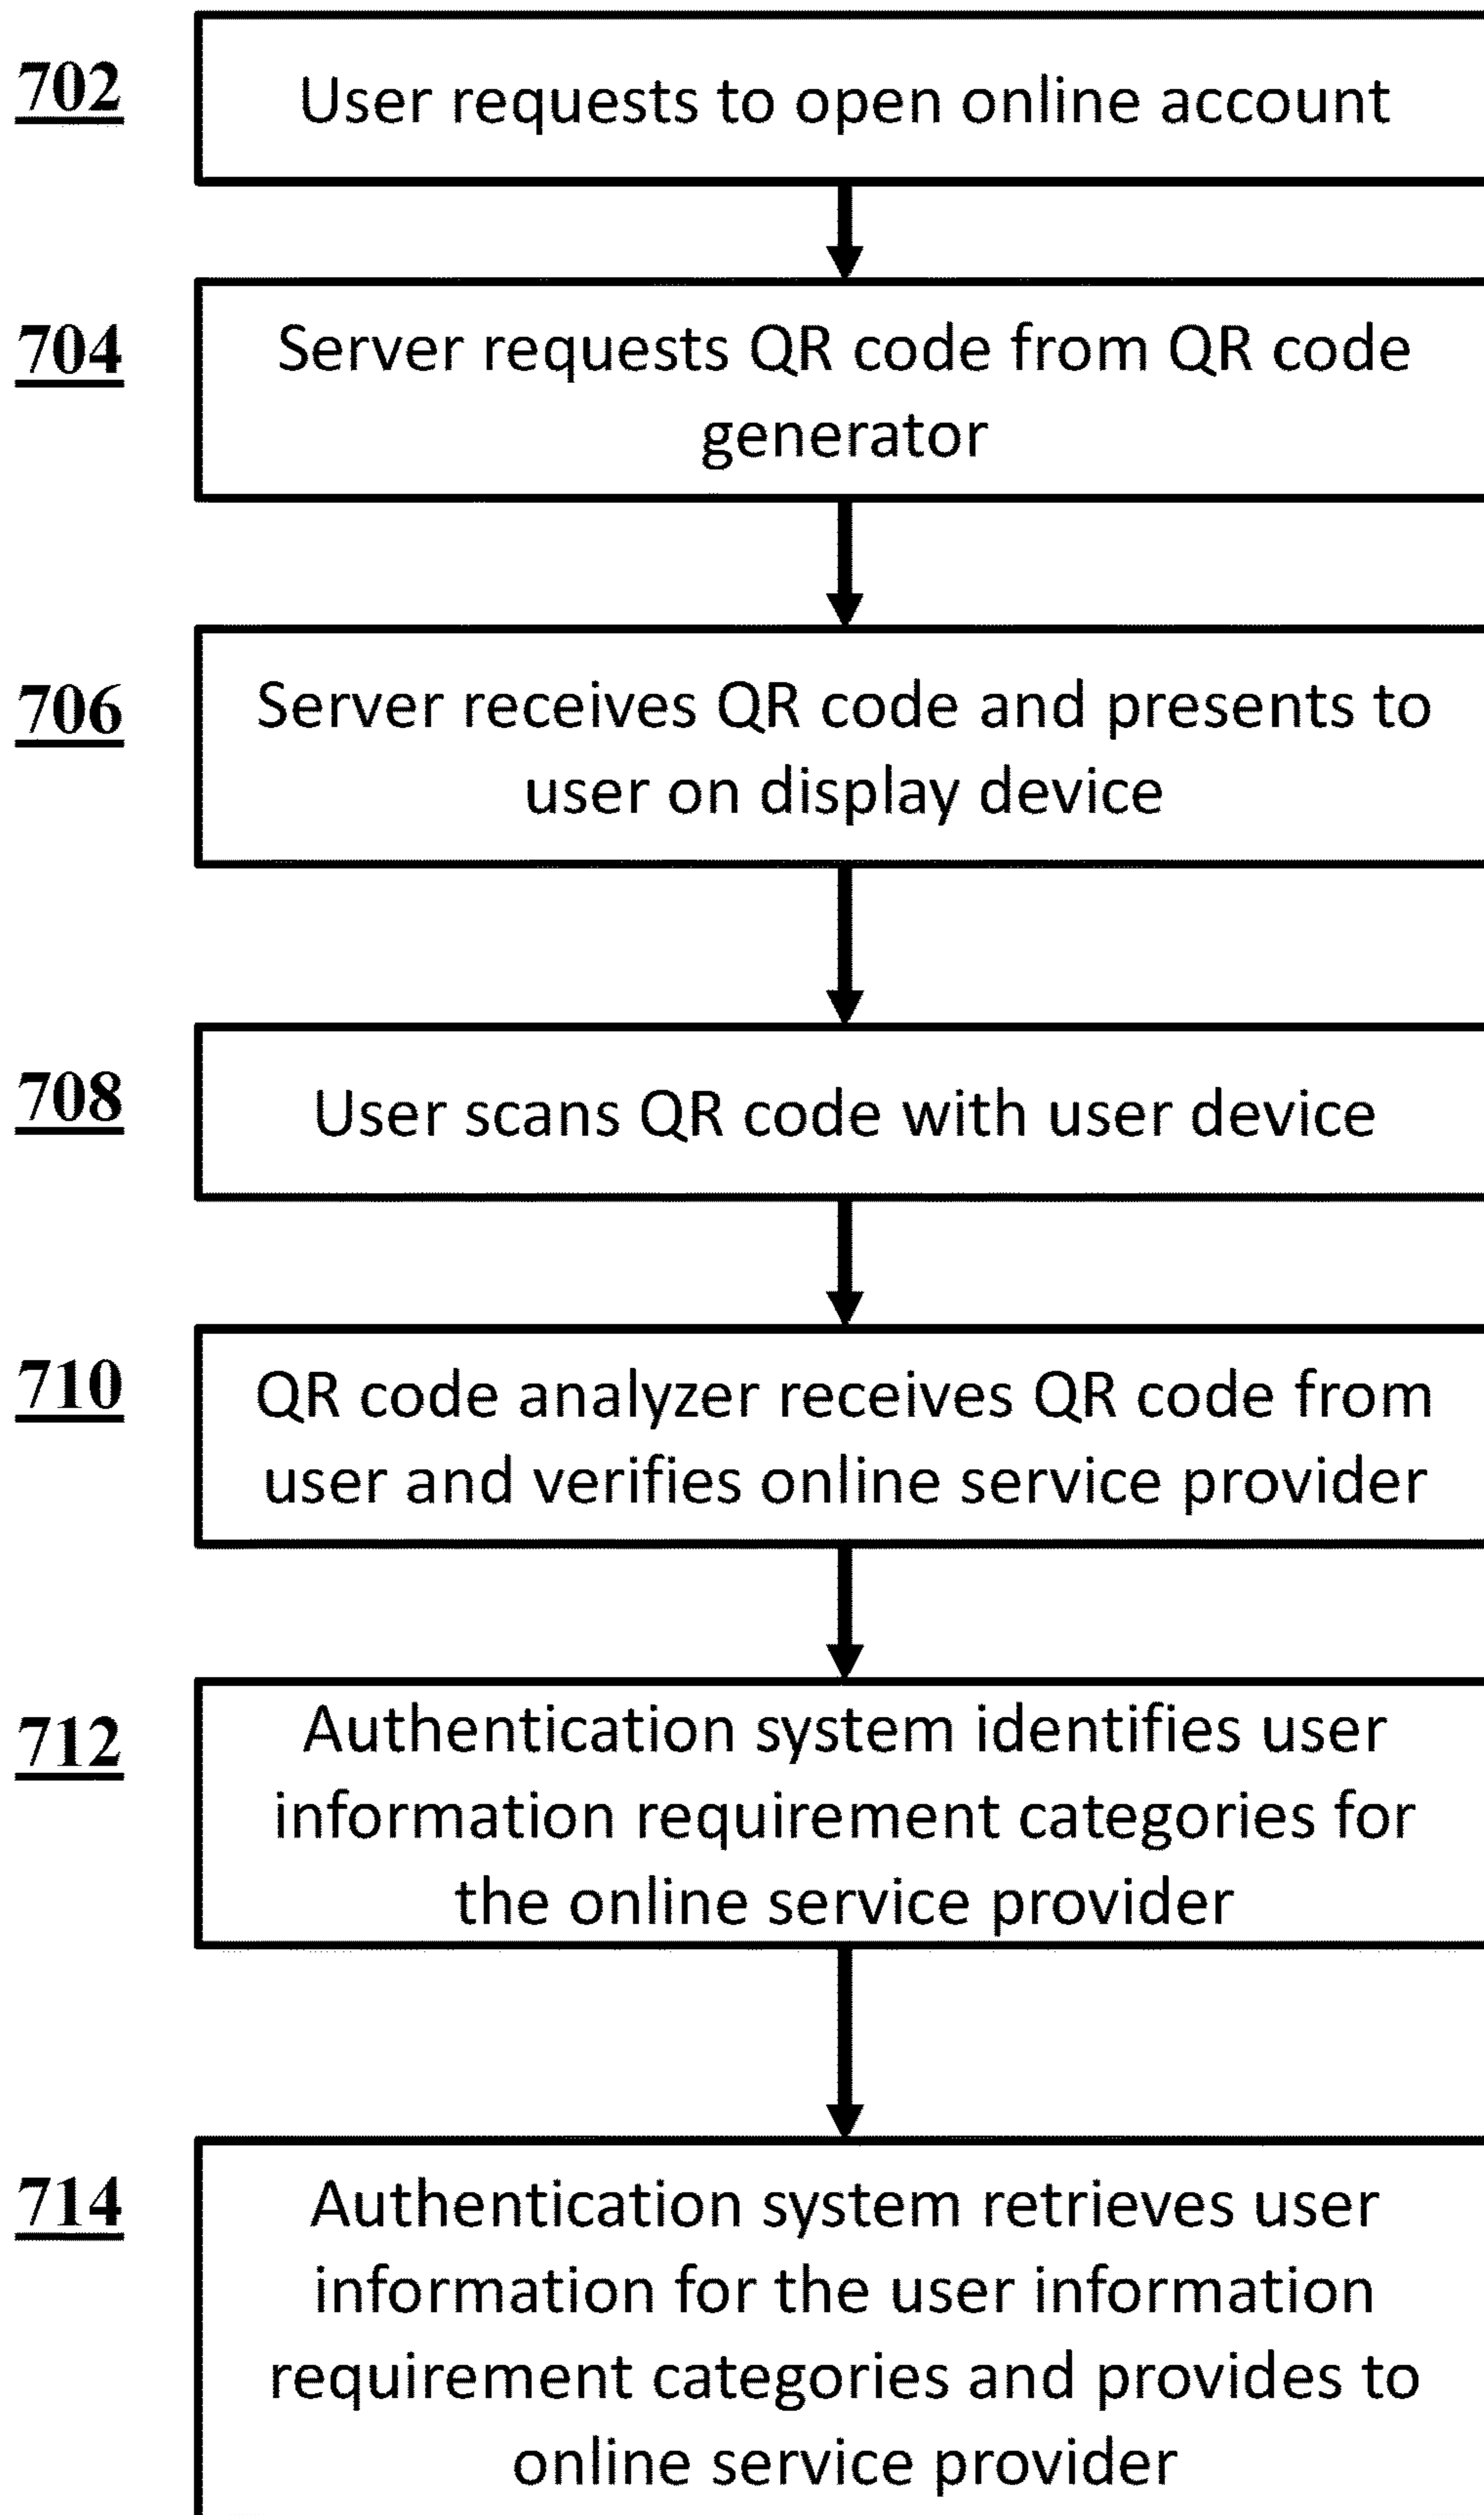 702
User requests to open online account
704
Server requests QR code from QR code
generator
706
Server receives QR code and presents to
user on display device
708
User scans QR code with user device
710
QR code analyzer receives QR code from
user and verifies online service provider
712
Authentication system identifies user
information requirement categories for
the online service provider
714
Authentication system retrieves user
information for the user information
requirement categories and provides to
online service provider